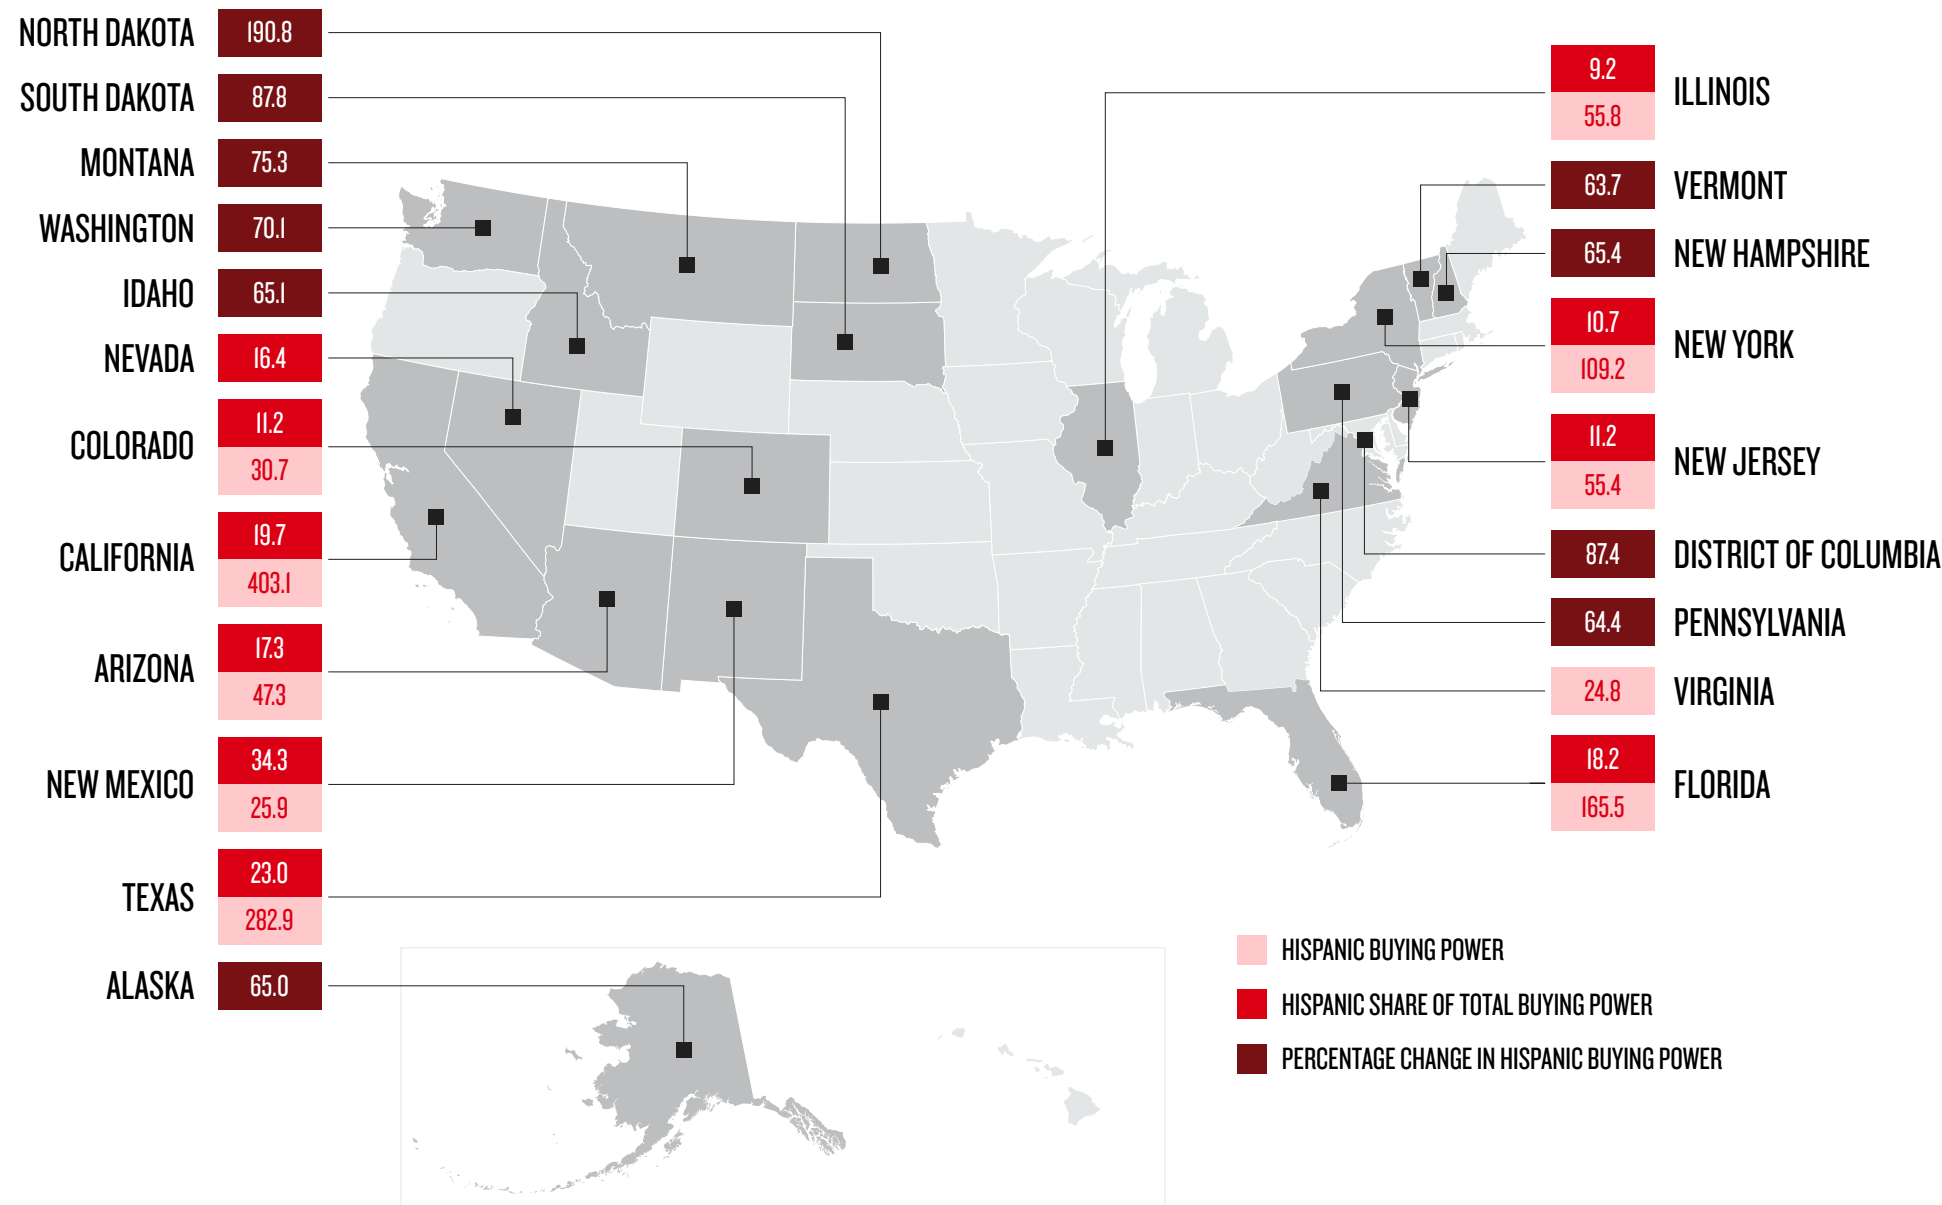 NORTH DAKOTA 190.8
SOUTH DAKOTA 87.8
MONTANA 75.3
WASHINGTON 70.1
IDAHO 65.1
NEVADA 16.4
COLORADO 11.2
30.7
CALIFORNIA 19.7
403.1
ARIZONA 17.3
47.3
NEW MEXICO 34.3
25.9
TEXAS 23.0
282.9
ALASKA 65.0
9.2 ILLINOIS
55.8
63.7 VERMONT
65.4 NEW HAMPSHIRE
10.7 NEW YORK
109.2
11.2 NEW JERSEY
55.4
87.4 DISTRICT OF COLUMBIA
64.4 PENNSYLVANIA
24.8 VIRGINIA
18.2 FLORIDA
165.5
HISPANIC BUYING POWER
HISPANIC SHARE OF TOTAL BUYING POWER
PERCENTAGE CHANGE IN HISPANIC BUYING POWER